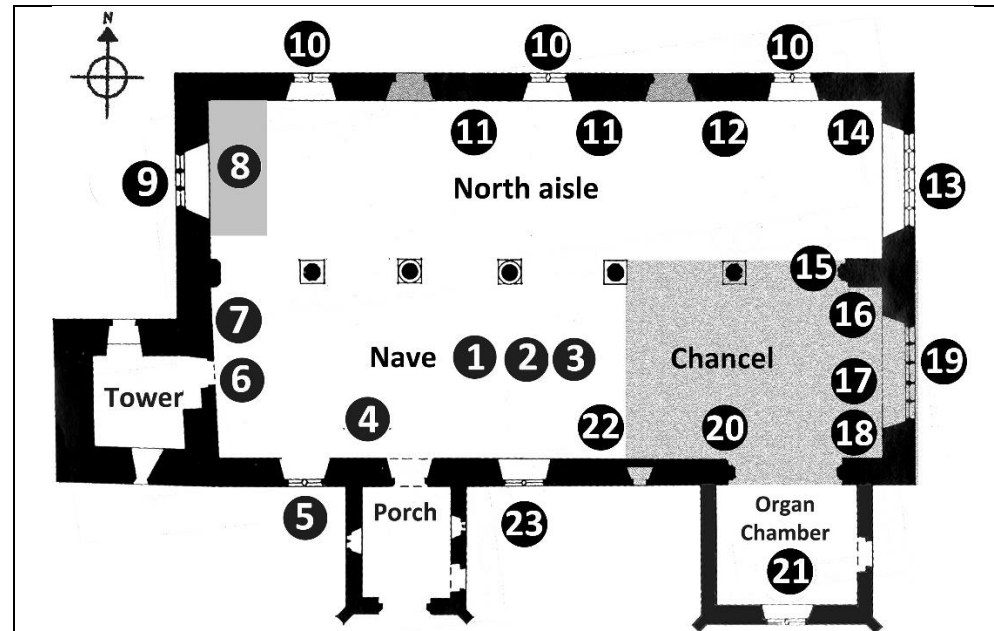 N
10 10 10
11 11 12 14
8
9 North aisle 13
15
7 16
Nave 1 2 3 Chancel 19
6 17
Tower
4 22 20 18
5 Porch 23 Organ
Chamber
21